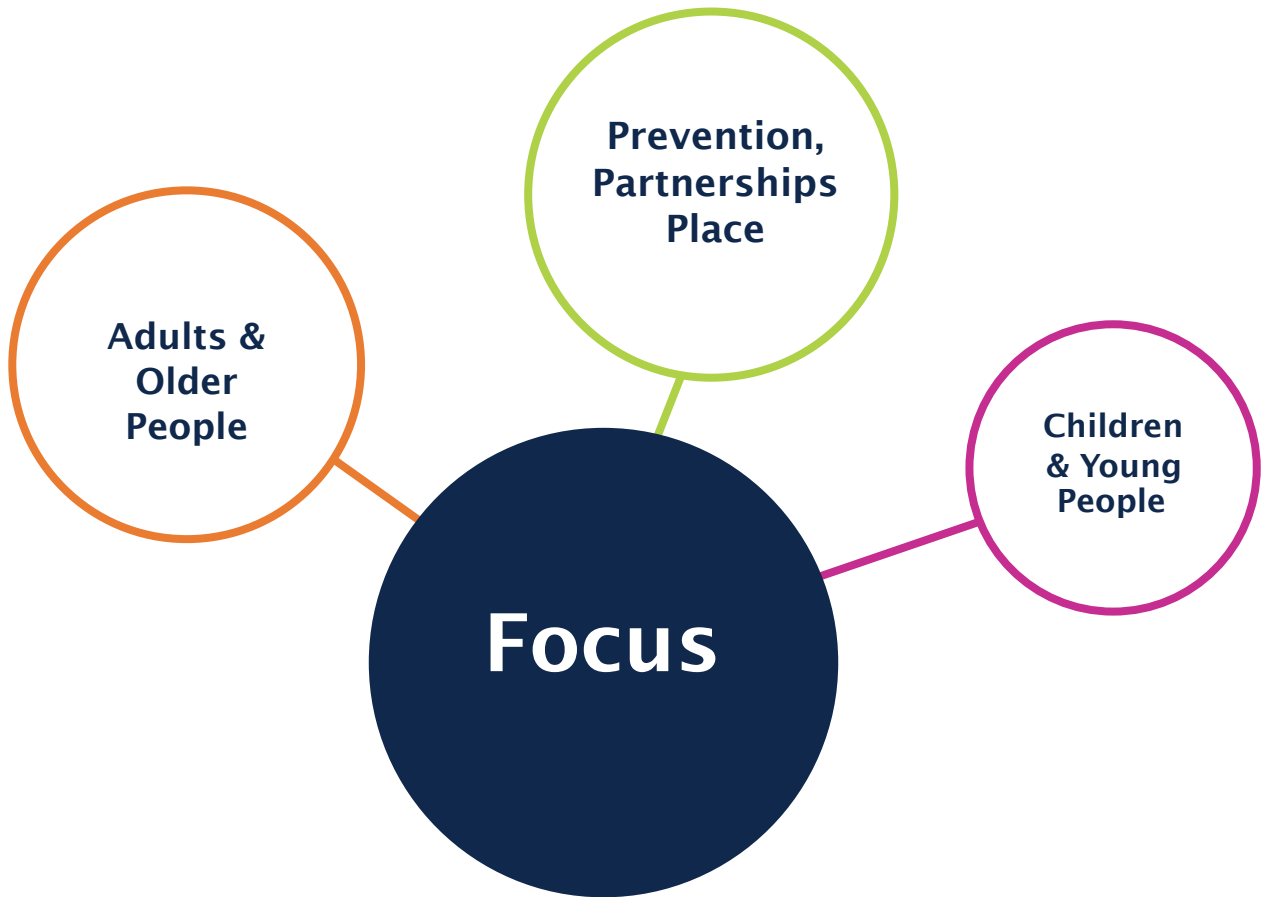 Prevention,
Partnerships
Place
Adults &
Older
People
Children
& Young
People
Focus